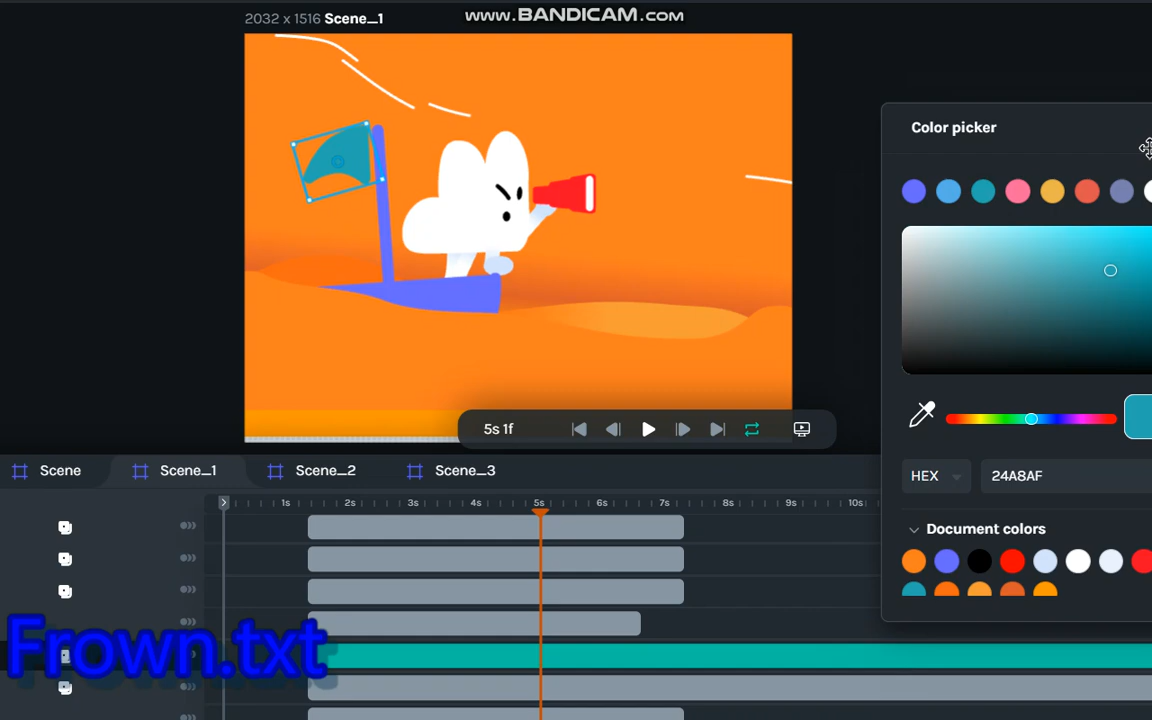 2032 x 1516 Scene_1
www.BANDICAM.com
Color picker
5s 1f
HEX 24A8AF
Scene Scene_1 Scene_2 Scene_3
1s 2s 3s 4s 5s 6s 7s 8s 9s 10s
Document colors
Frown.txt